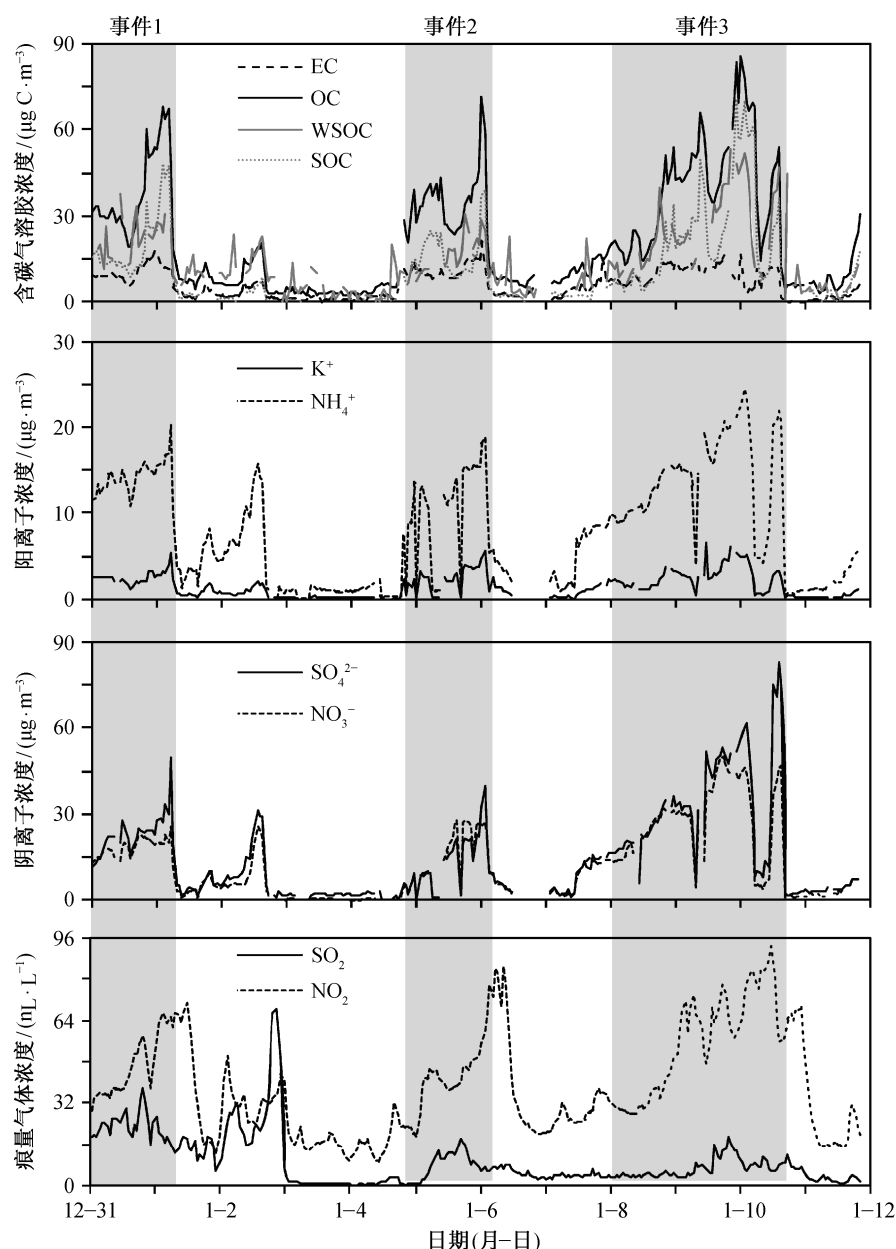 事件1 事件2 事件3
含碳气溶胶浓度/(μg C·m⁻³)
90
60
30
0
EC
OC
WSOC
SOC
阳离子浓度/(μg·m⁻³)
30
20
10
0
K⁺
NH₄⁺
阴离子浓度/(μg·m⁻³)
90
60
30
0
SO₄²⁻
NO₃⁻
痕量气体浓度/(nL·L⁻¹)
96
64
32
0
SO₂
NO₂
12−31 1−2 1−4 1−6 1−8 1−10 1−12
日期(月−日)